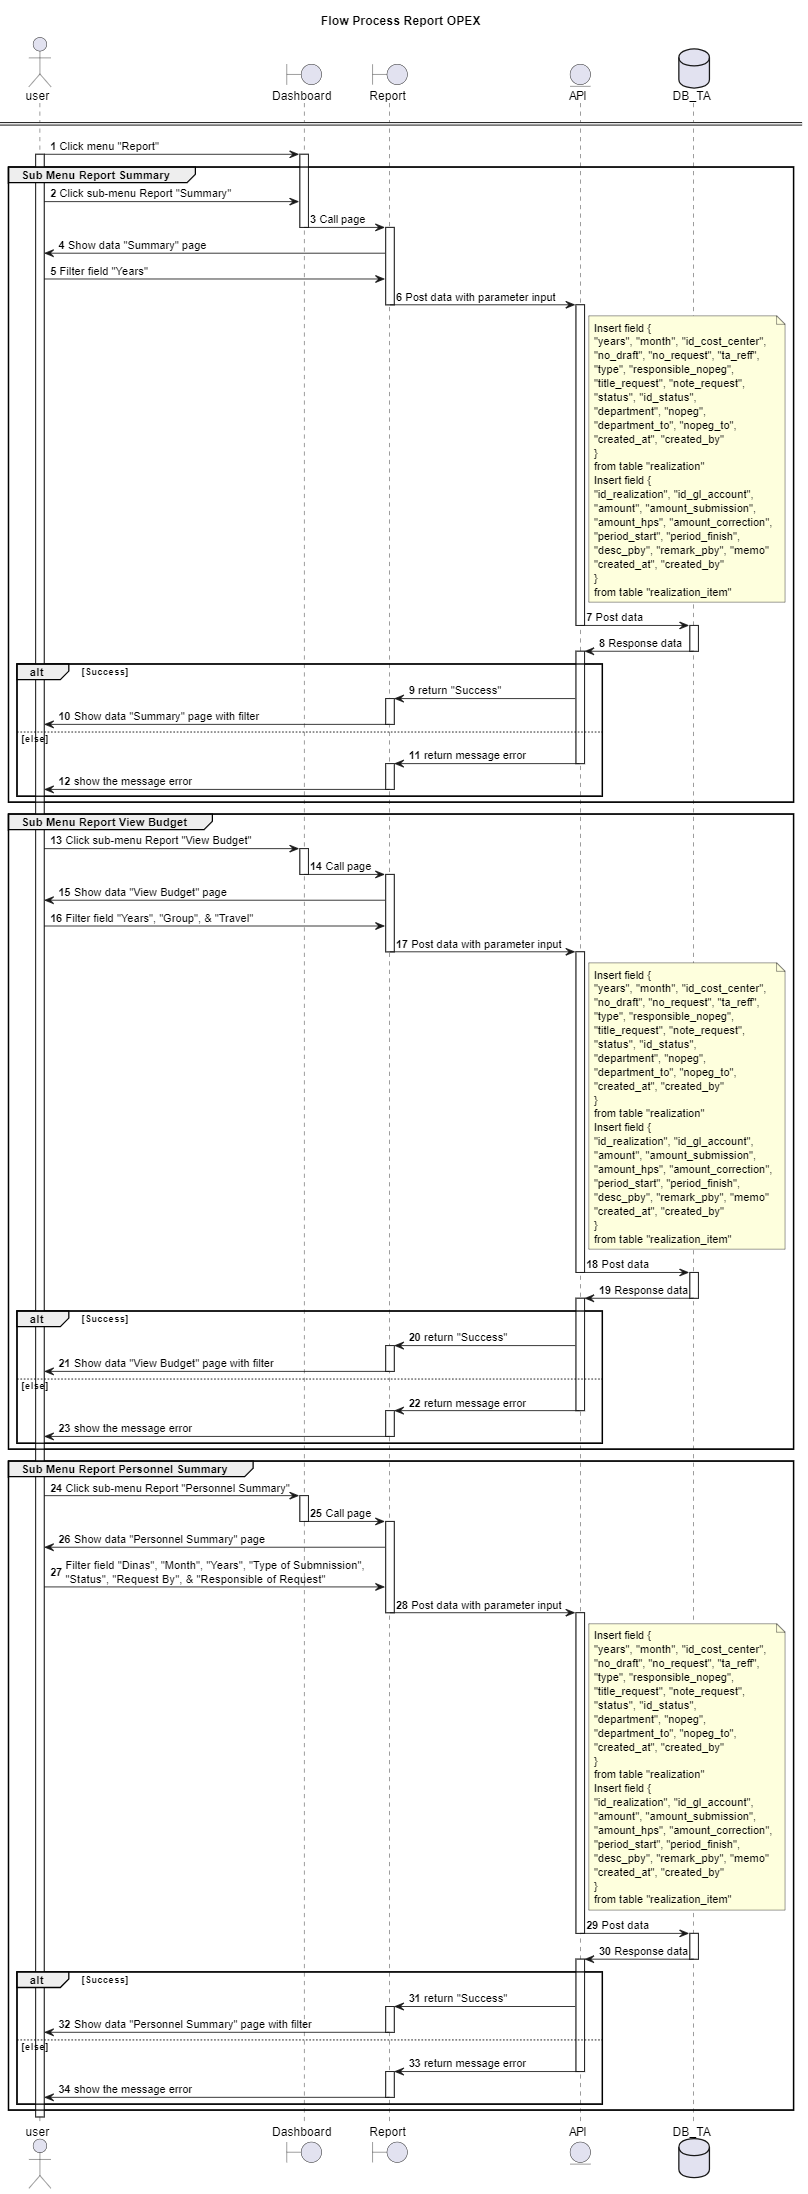 Flow Process Report OPEX
user
Dashboard
Report
API
DB_TA
1 Click menu "Report"
Sub Menu Report Summary
2 Click sub-menu Report "Summary"
3 Call page
4 Show data "Summary" page
5 Filter field "Years"
6 Post data with parameter input
Insert field {
"years", "month", "id_cost_center",
"no_draft", "no_request", "ta_reff",
"type", "responsible_nopeg",
"title_request", "note_request",
"status", "id_status",
"department", "nopeg",
"department_to", "nopeg_to",
"created_at", "created_by"
}
from table "realization"
Insert field {
"id_realization", "id_gl_account",
"amount", "amount_submission",
"amount_hps", "amount_correction",
"period_start", "period_finish",
"desc_pby", "remark_pby", "memo"
"created_at", "created_by"
}
from table "realization_item"
7 Post data
8 Response data
alt [Success]
9 return "Success"
10 Show data "Summary" page with filter
[else]
11 return message error
12 show the message error
Sub Menu Report View Budget
13 Click sub-menu Report "View Budget"
14 Call page
15 Show data "View Budget" page
16 Filter field "Years", "Group", & "Travel"
17 Post data with parameter input
Insert field {
"years", "month", "id_cost_center",
"no_draft", "no_request", "ta_reff",
"type", "responsible_nopeg",
"title_request", "note_request",
"status", "id_status",
"department", "nopeg",
"department_to", "nopeg_to",
"created_at", "created_by"
}
from table "realization"
Insert field {
"id_realization", "id_gl_account",
"amount", "amount_submission",
"amount_hps", "amount_correction",
"period_start", "period_finish",
"desc_pby", "remark_pby", "memo"
"created_at", "created_by"
}
from table "realization_item"
18 Post data
19 Response data
alt [Success]
20 return "Success"
21 Show data "View Budget" page with filter
[else]
22 return message error
23 show the message error
Sub Menu Report Personnel Summary
24 Click sub-menu Report "Personnel Summary"
25 Call page
26 Show data "Personnel Summary" page
27 Filter field "Dinas", "Month", "Years", "Type of Submnission",
"Status", "Request By", & "Responsible of Request"
28 Post data with parameter input
Insert field {
"years", "month", "id_cost_center",
"no_draft", "no_request", "ta_reff",
"type", "responsible_nopeg",
"title_request", "note_request",
"status", "id_status",
"department", "nopeg",
"department_to", "nopeg_to",
"created_at", "created_by"
}
from table "realization"
Insert field {
"id_realization", "id_gl_account",
"amount", "amount_submission",
"amount_hps", "amount_correction",
"period_start", "period_finish",
"desc_pby", "remark_pby", "memo"
"created_at", "created_by"
}
from table "realization_item"
29 Post data
30 Response data
alt [Success]
31 return "Success"
32 Show data "Personnel Summary" page with filter
[else]
33 return message error
34 show the message error
user
Dashboard
Report
API
DB_TA